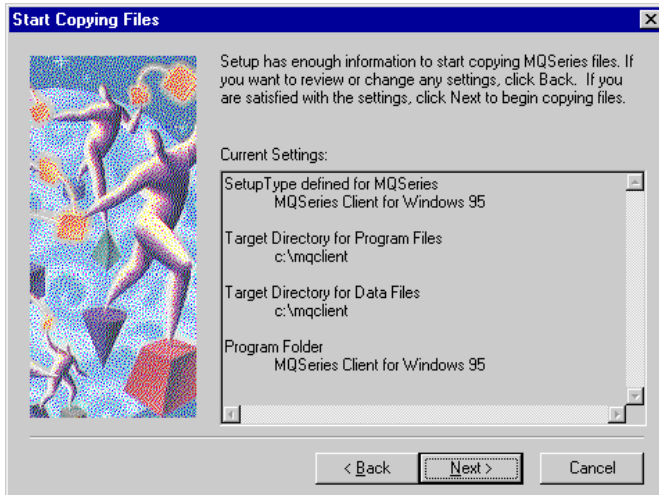 Start Copying Files
Setup has enough information to start copying MQSeries files. If
you want to review or change any settings, click Back. If you
are satisfied with the settings, click Next to begin copying files.
Current Settings:
SetupType defined for MQSeries
MQSeries Client for Windows 95
Target Directory for Program Files
c:\mqclient
Target Directory for Data Files
c:\mqclient
Program Folder
MQSeries Client for Windows 95
< Back
Next >
Cancel